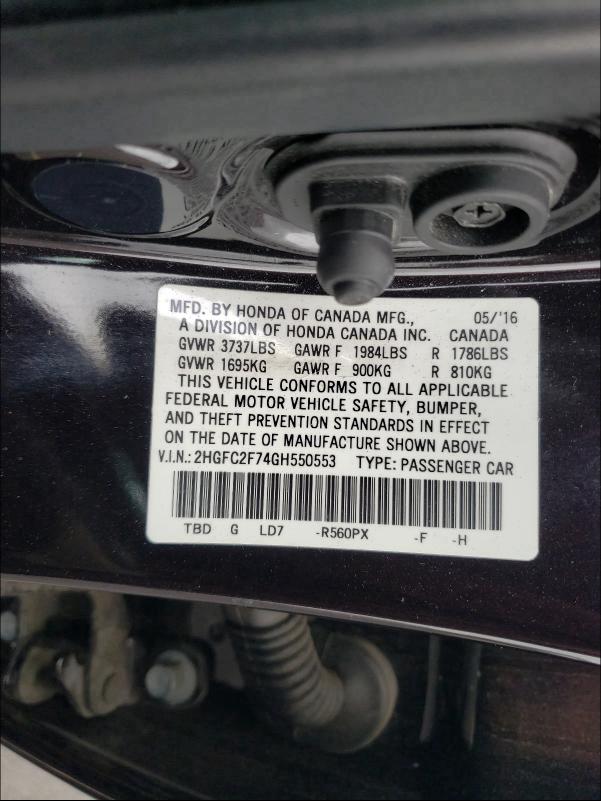 MFD. BY HONDA OF CANADA MFG., 05/'16
A DIVISION OF HONDA CANADA INC. CANADA
GVWR 3737LBS GAWR F 1984LBS R 1786LBS
GVWR 1695KG GAWR F 900KG R 810KG
THIS VEHICLE CONFORMS TO ALL APPLICABLE
FEDERAL MOTOR VEHICLE SAFETY, BUMPER,
AND THEFT PREVENTION STANDARDS IN EFFECT
ON THE DATE OF MANUFACTURE SHOWN ABOVE.
V.I.N.: 2HGFC2F74GH550553 TYPE: PASSENGER CAR
TBD G LD7 -R560PX -F -H